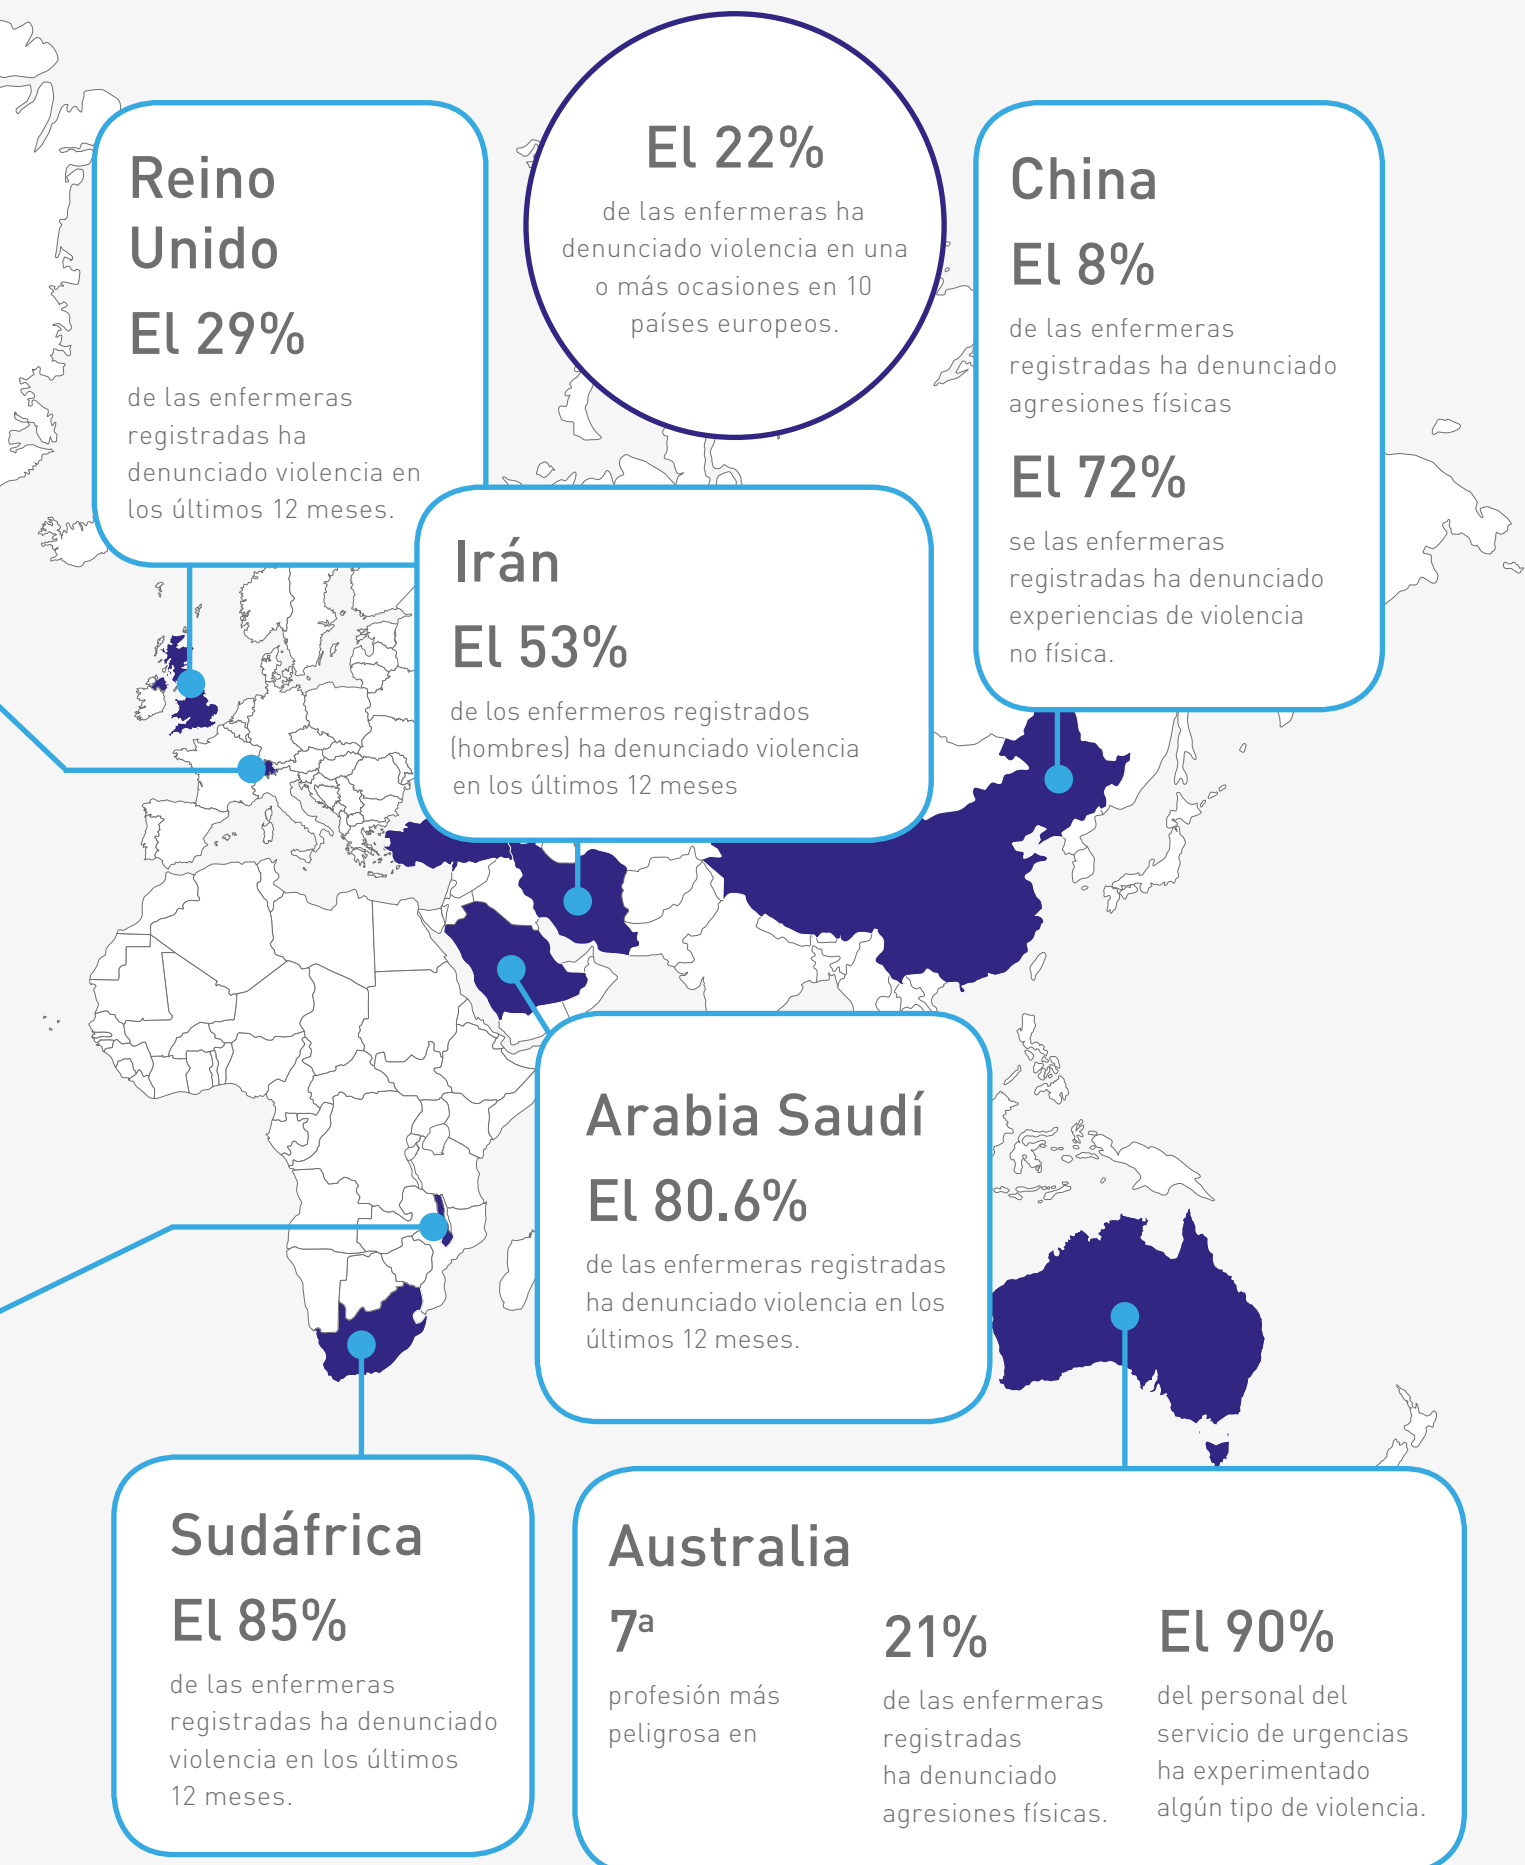 Reino
Unido
El 29%
de las enfermeras
registradas ha
denunciado violencia en
los últimos 12 meses.
El 22%
de las enfermeras ha
denunciado violencia en una
o más ocasiones en 10
países europeos.
China
El 8%
de las enfermeras
registradas ha denunciado
agresiones físicas
El 72%
se las enfermeras
registradas ha denunciado
experiencias de violencia
no física.
Irán
El 53%
de los enfermeros registrados
(hombres) ha denunciado violencia
en los últimos 12 meses
Arabia Saudí
El 80.6%
de las enfermeras registradas
ha denunciado violencia en los
últimos 12 meses.
Sudáfrica
El 85%
de las enfermeras
registradas ha denunciado
violencia en los últimos
12 meses.
Australia
7ª
profesión más
peligrosa en
21%
de las enfermeras
registradas
ha denunciado
agresiones físicas.
El 90%
del personal del
servicio de urgencias
ha experimentado
algún tipo de violencia.